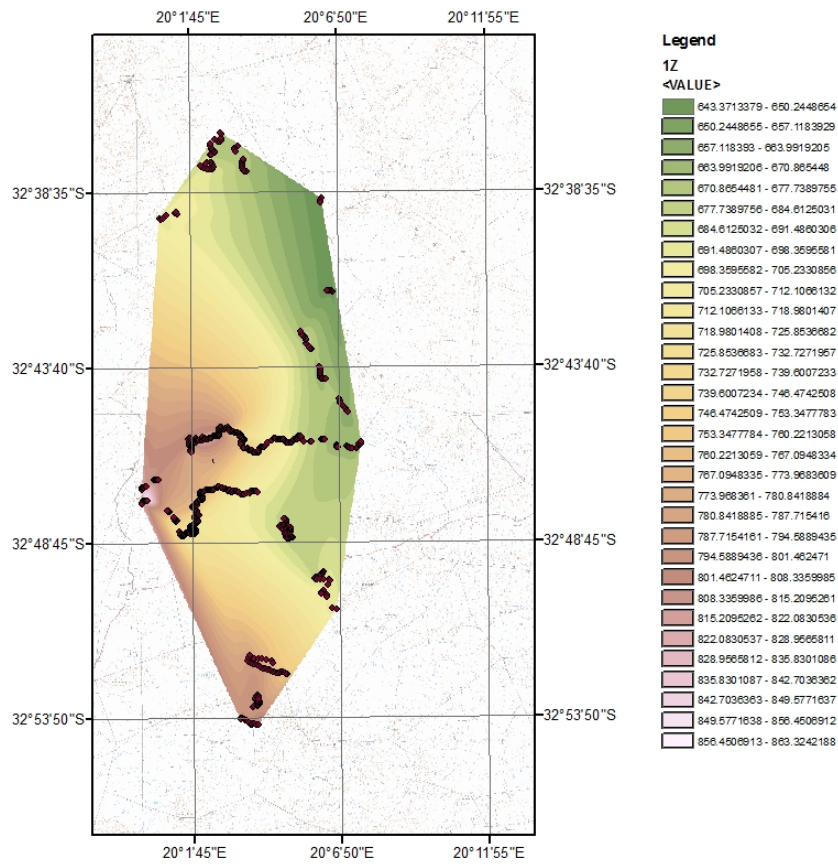 20°1'45"E 20°6'50"E 20°11'55"E
Legend
1Z
<VALUE>
643.3713379 - 650.2448654
650.2448655 - 657.1183929
657.118393 - 663.9919205
663.9919206 - 670.865448
670.8654481 - 677.7389755
677.7389756 - 684.6125031
684.6125032 - 691.4860306
691.4860307 - 698.3595581
698.3595582 - 705.2330856
705.2330857 - 712.1066132
712.1066133 - 718.9801407
718.9801408 - 725.8536682
725.8536683 - 732.7271957
732.7271958 - 739.6007233
739.6007234 - 746.4742508
746.4742509 - 753.3477783
753.3477784 - 760.2213058
760.2213059 - 767.0948334
767.0948335 - 773.9683609
773.968361 - 780.8418884
780.8418885 - 787.715416
787.7154161 - 794.5889435
794.5889436 - 801.462471
801.4624711 - 808.3359985
808.3359986 - 815.2095261
815.2095262 - 822.0830536
822.0830537 - 828.9565811
828.9565812 - 835.8301086
835.8301087 - 842.7036362
842.7036363 - 849.5771637
849.5771638 - 856.4506912
856.4506913 - 863.3242188
32°38'35"S 32°38'35"S
32°43'40"S 32°43'40"S
32°48'45"S 32°48'45"S
32°53'50"S 32°53'50"S
20°1'45"E 20°6'50"E 20°11'55"E